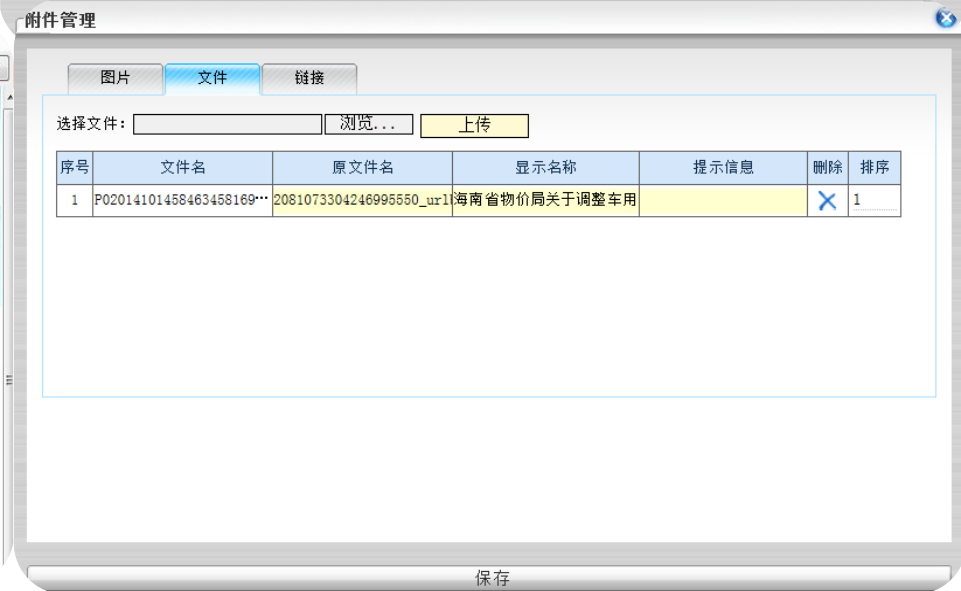 附件管理
图片 文件 链接
选择文件: 浏览... 上传
序号 文件名 原文件名 显示名称 提示信息 删除 排序
1 P02014101458463458169… 2081073304246995550_url 海南省物价局关于调整车用 1
保存